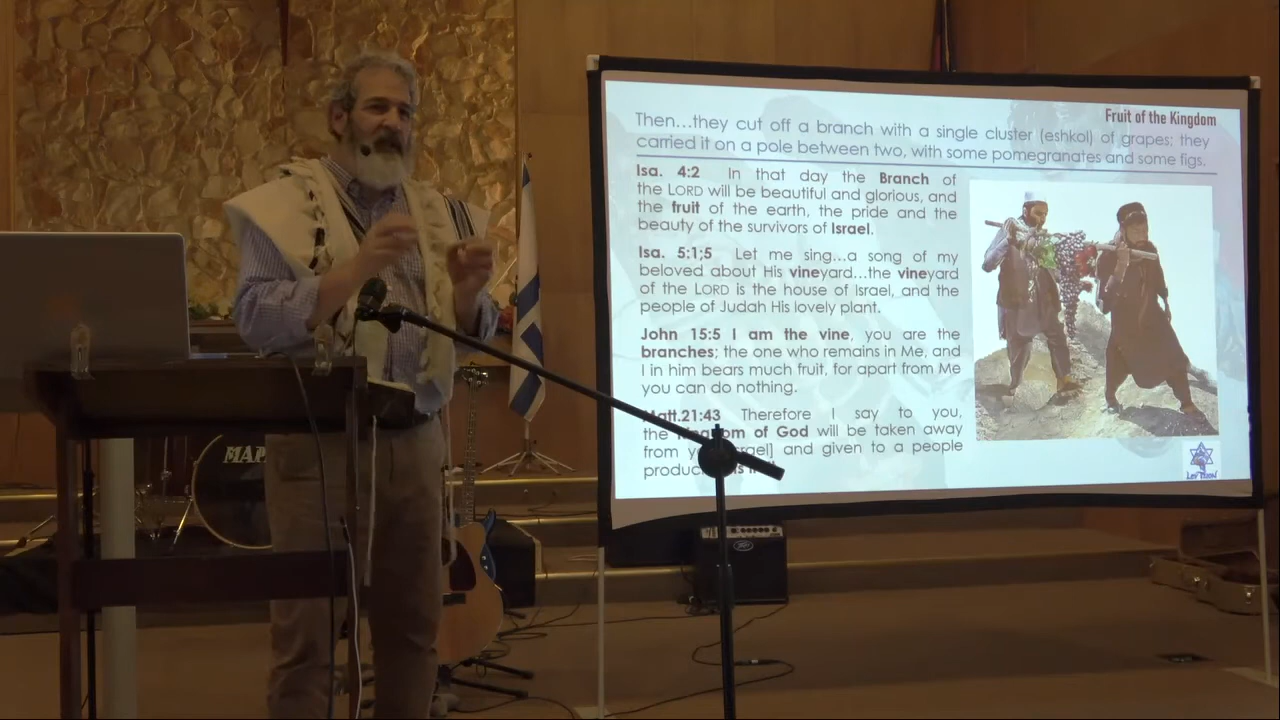 Fruit of the Kingdom
Then…they cut off a branch with a single cluster (eshkol) of grapes; they
carried it on a pole between two, with some pomegranates and some figs.
Isa. 4:2 In that day the Branch of
the LORD will be beautiful and glorious, and
the fruit of the earth, the pride and the
beauty of the survivors of Israel.
Isa. 5:1;5 Let me sing…a song of my
beloved about His vineyard…the vineyard
of the LORD is the house of Israel, and the
people of Judah His lovely plant.
John 15:5 I am the vine, you are the
branches; the one who remains in Me, and
I in him bears much fruit, for apart from Me
you can do nothing.
Matt.21:43 Therefore I say to you,
the Kingdom of God will be taken away
from and given to a people
MAP